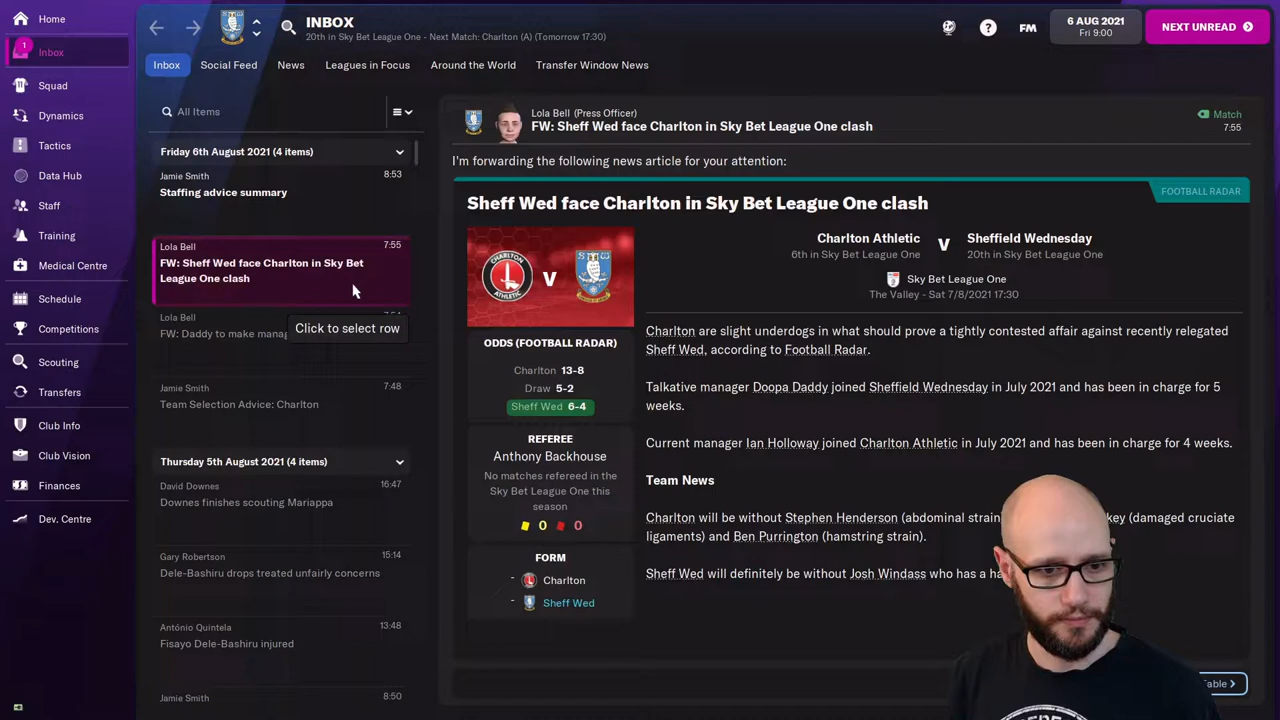 Home
1
Inbox
Squad
Dynamics
Tactics
Data Hub
Staff
Training
Medical Centre
Schedule
Competitions
Scouting
Transfers
Club Info
Club Vision
Finances
Dev. Centre
INBOX
20th in Sky Bet League One - Next Match: Charlton (A) (Tomorrow 17:30)
?
FM
6 AUG 2021
Fri 9:00
NEXT UNREAD
Inbox
Social Feed
News
Leagues in Focus
Around the World
Transfer Window News
All Items
Friday 6th August 2021 (4 items)
Jamie Smith 8:53
Staffing advice summary
Lola Bell 7:55
FW: Sheff Wed face Charlton in Sky Bet
League One clash
Lola Bell
FW: Daddy to make
Click to select row
Jamie Smith 7:48
Team Selection Advice: Charlton
Thursday 5th August 2021 (4 items)
David Downes 16:47
Downes finishes scouting Mariappa
Gary Robertson 15:14
Dele-Bashiru drops treated unfairly concerns
António Quintela 13:48
Fisayo Dele-Bashiru injured
Jamie Smith 8:50
Lola Bell (Press Officer)
FW: Sheff Wed face Charlton in Sky Bet League One clash
Match
7:55
I'm forwarding the following news article for your attention:
FOOTBALL RADAR
Sheff Wed face Charlton in Sky Bet League One clash
CHARLTON
ATHLETIC
V
Charlton Athletic
6th in Sky Bet League One
V
Sheffield Wednesday
20th in Sky Bet League One
Sky Bet League One
The Valley - Sat 7/8/2021 17:30
ODDS (FOOTBALL RADAR)
Charlton 13-8
Draw 5-2
Sheff Wed 6-4
REFEREE
Anthony Backhouse
No matches refereed in the
Sky Bet League One this
season
0 0
FORM
- Charlton
- Sheff Wed
Charlton are slight underdogs in what should prove a tightly contested affair against recently relegated
Sheff Wed, according to Football Radar.
Talkative manager Doopa Daddy joined Sheffield Wednesday in July 2021 and has been in charge for 5
weeks.
Current manager Ian Holloway joined Charlton Athletic in July 2021 and has been in charge for 4 weeks.
Team News
Charlton will be without Stephen Henderson (abdominal strain (damaged cruciate
ligaments) and Ben Purrington (hamstring strain).
Sheff Wed will definitely be without Josh Windass who has a
Table